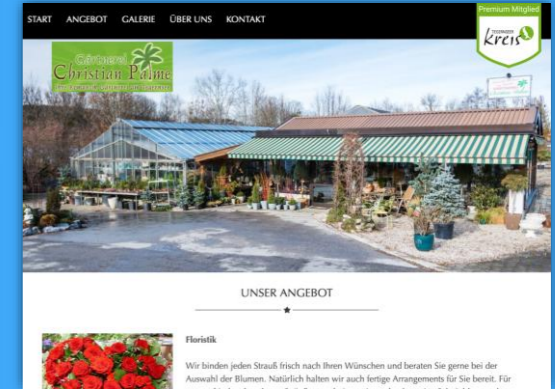 START ANGEBOT GALERIE ÜBER UNS KONTAKT
Premium Mitglied
TEGERNSEER
kreis
Gärtnerei
Christian Palme
UNSER ANGEBOT
Floristik
Wir binden jeden Strauß frisch nach Ihren Wünschen und beraten Sie gerne bei der
Auswahl der Blumen. Natürlich halten wir auch fertige Arrangements für Sie bereit. Für